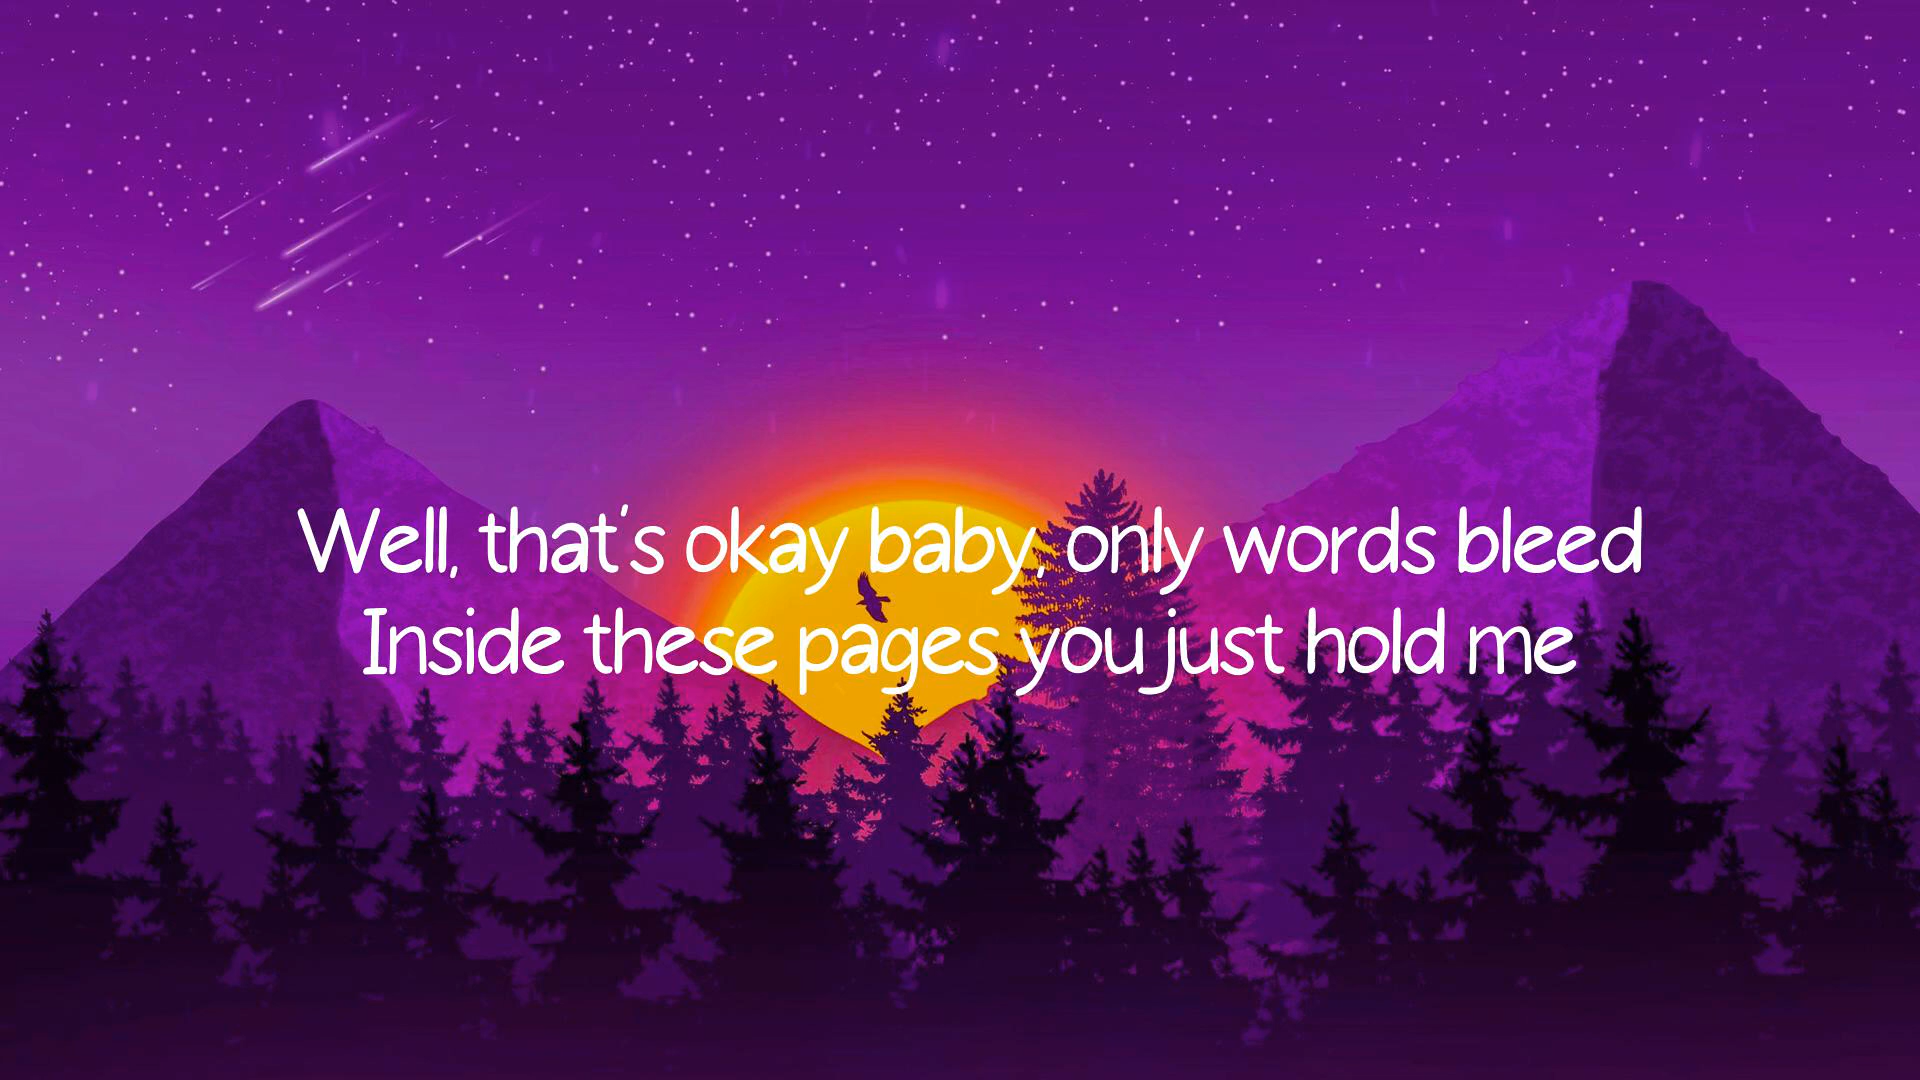 Well, that's okay baby, only words bleed
Inside these pages you just hold me